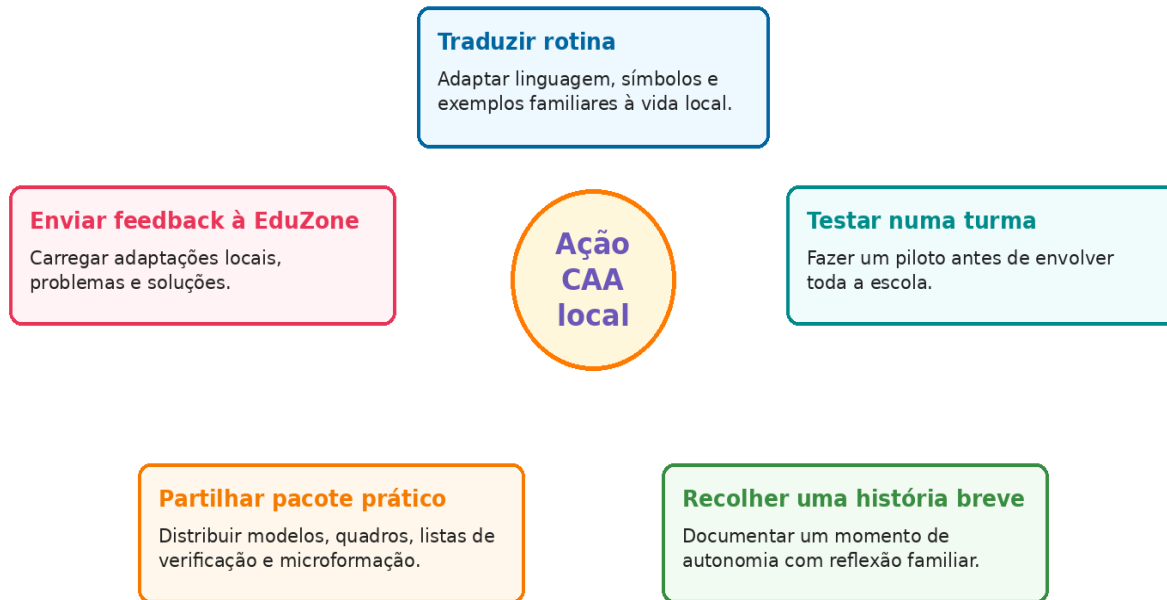 Traduzir rotina
Adaptar linguagem, símbolos e
exemplos familiares à vida local.
Enviar feedback à EduZone
Carregar adaptações locais,
problemas e soluções.
Ação
CAA
local
Testar numa turma
Fazer um piloto antes de envolver
toda a escola.
Partilhar pacote prático
Distribuir modelos, quadros, listas de
verificação e microformação.
Recolher uma história breve
Documentar um momento de
autonomia com reflexão familiar.